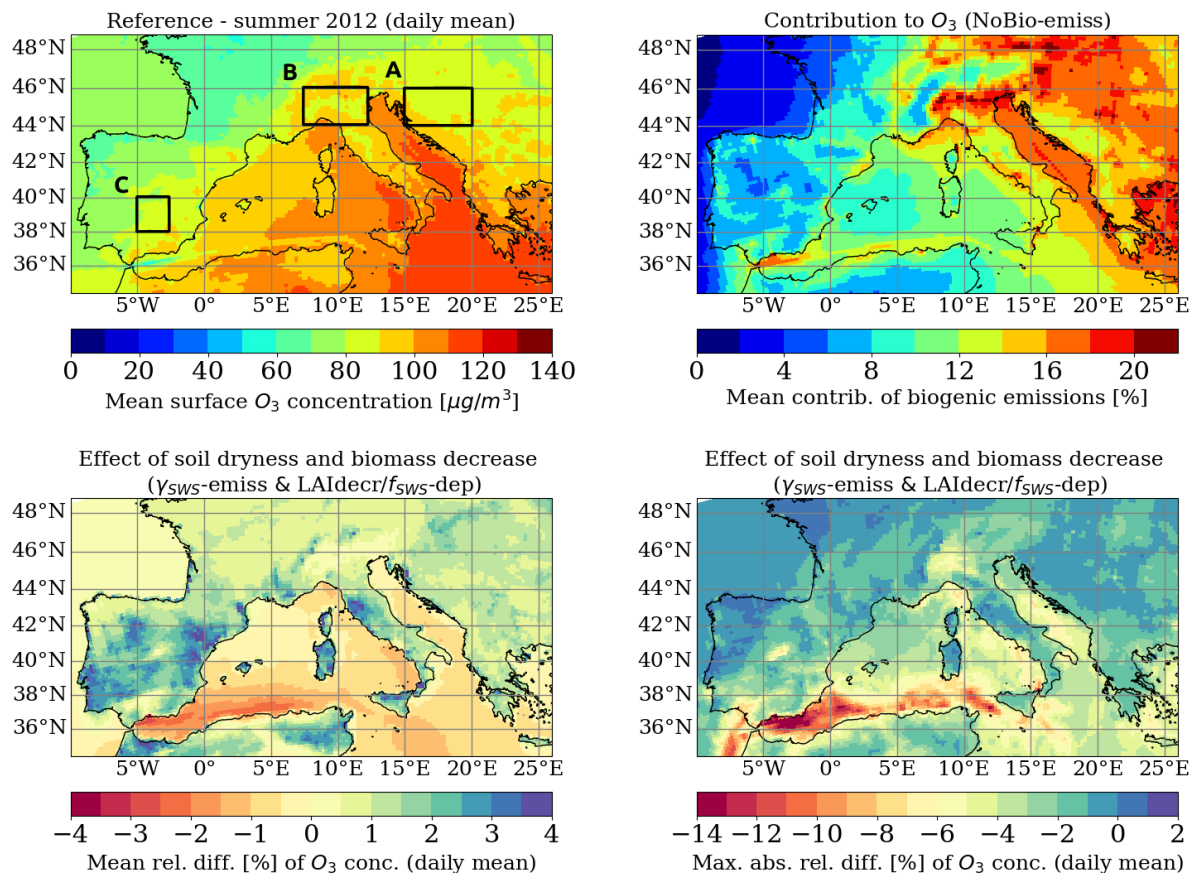 Reference - summer 2012 (daily mean)
48°N
46°N
44°N
42°N
40°N
38°N
36°N
B
A
C
5°W 0° 5°E 10°E 15°E 20°E 25°E
0 20 40 60 80 100 120 140
Mean surface O₃ concentration [μg/m³]
Contribution to O₃ (NoBio-emiss)
48°N
46°N
44°N
42°N
40°N
38°N
36°N
5°W 0° 5°E 10°E 15°E 20°E 25°E
0 4 8 12 16 20
Mean contrib. of biogenic emissions [%]
Effect of soil dryness and biomass decrease
(γSWS-emiss & LAIdecr/fSWS-dep)
48°N
46°N
44°N
42°N
40°N
38°N
36°N
5°W 0° 5°E 10°E 15°E 20°E 25°E
−4 −3 −2 −1 0 1 2 3 4
Mean rel. diff. [%] of O₃ conc. (daily mean)
Effect of soil dryness and biomass decrease
(γSWS-emiss & LAIdecr/fSWS-dep)
48°N
46°N
44°N
42°N
40°N
38°N
36°N
5°W 0° 5°E 10°E 15°E 20°E 25°E
−14 −12 −10 −8 −6 −4 −2 0 2
Max. abs. rel. diff. [%] of O₃ conc. (daily mean)